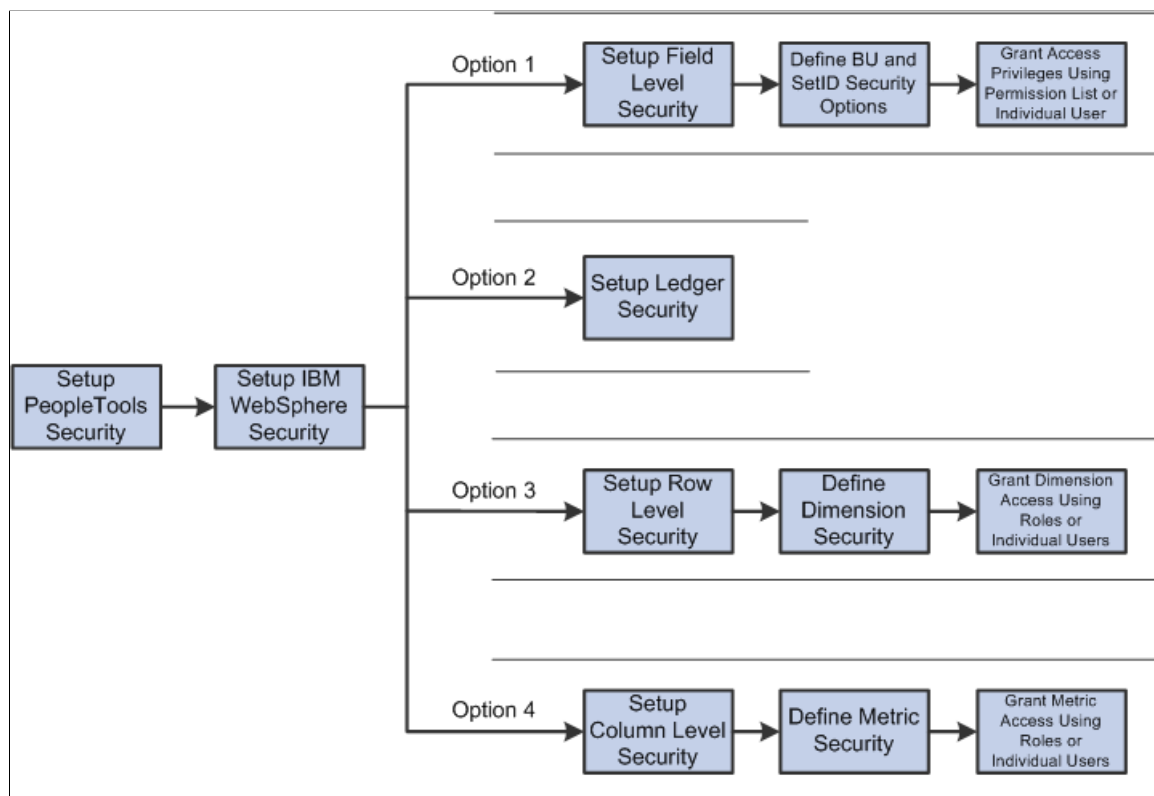 Option 1
Setup Field
Level
Security
Define BU and
SetID Security
Options
Grant Access
Privileges Using
Permission List or
Individual User
Option 2
Setup Ledger
Security
Setup
PeopleTools
Security
Setup IBM
WebSphere
Security
Option 3
Setup Row
Level
Security
Define
Dimension
Security
Grant Dimension
Access Using
Roles or
Individual Users
Option 4
Setup
Column Level
Security
Define Metric
Security
Grant Metric
Access Using
Roles or
Individual Users